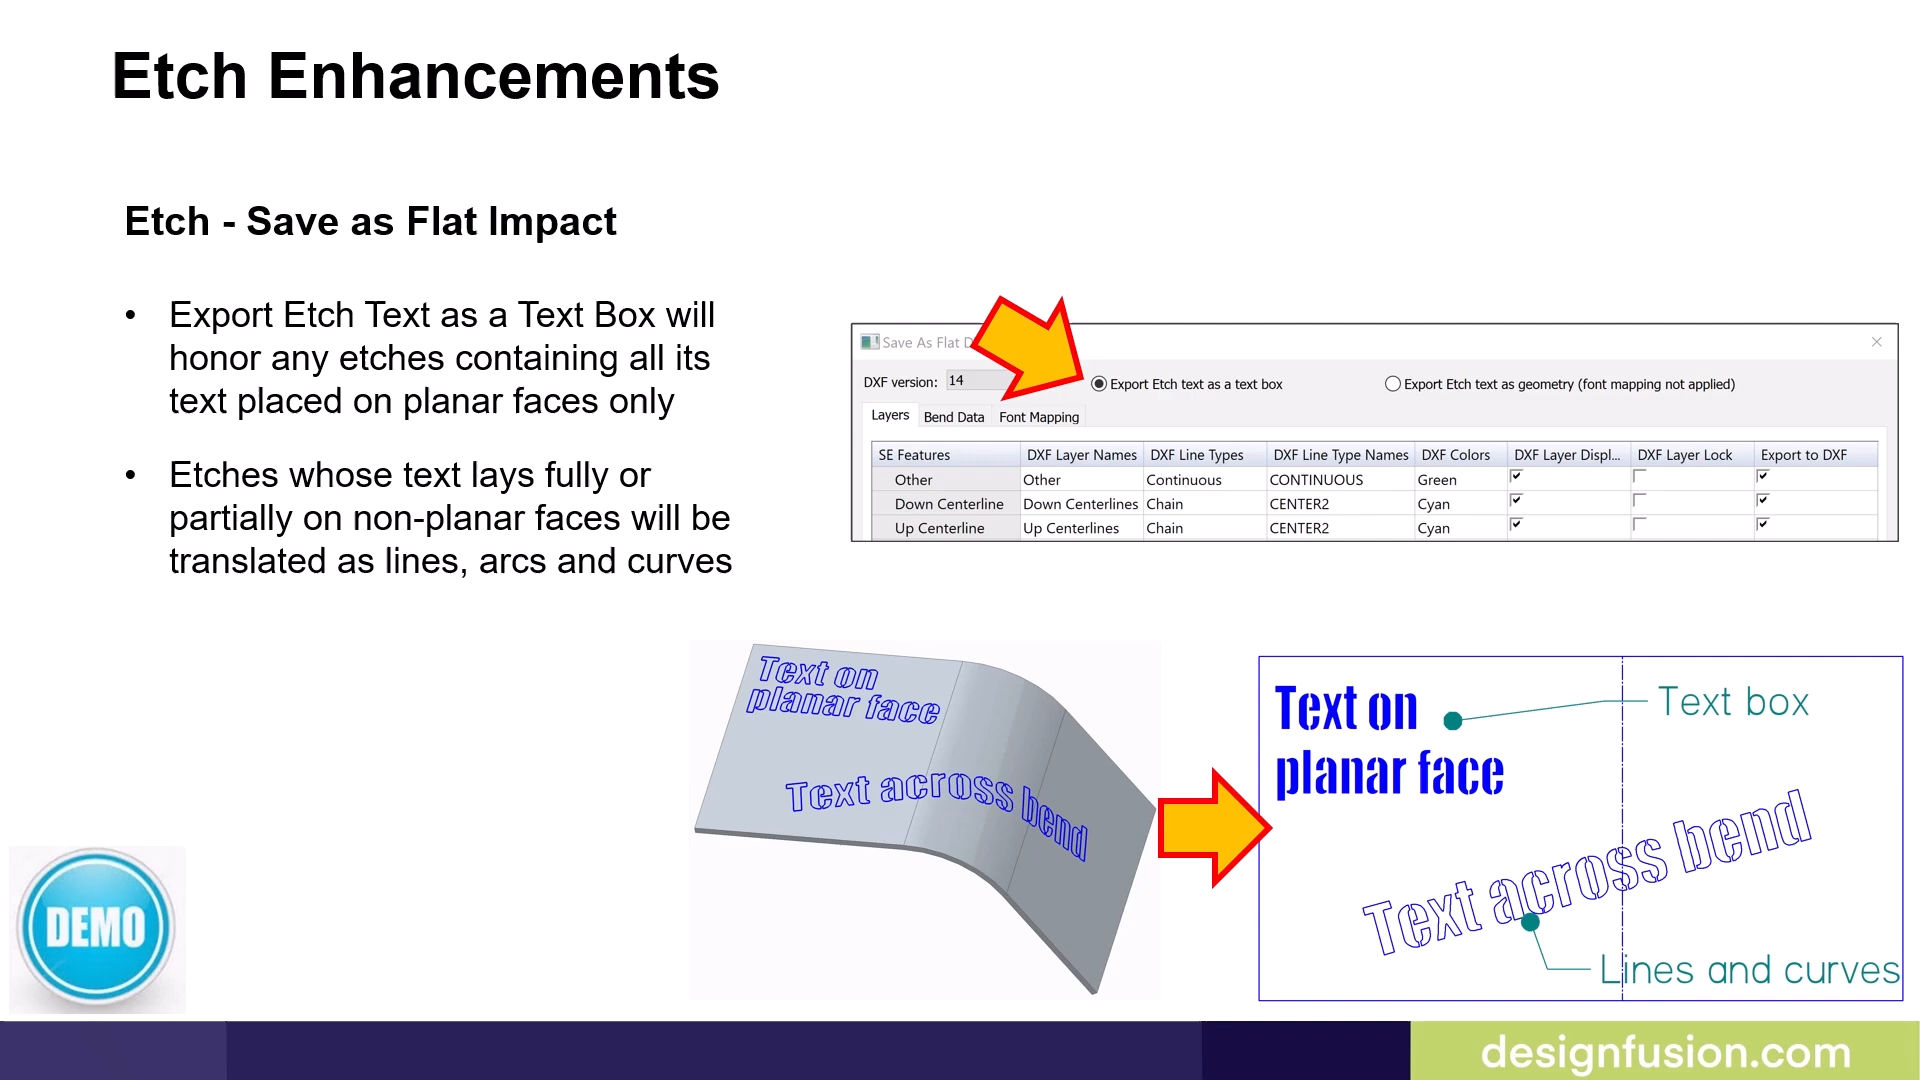 Etch Enhancements
Etch - Save as Flat Impact
• Export Etch Text as a Text Box will
honor any etches containing all its
text placed on planar faces only
• Etches whose text lays fully or
partially on non-planar faces will be
translated as lines, arcs and curves
Save As Flat
DXF version: 14
Export Etch text as a text box
Export Etch text as geometry (font mapping not applied)
Layers Bend Data Font Mapping
SE Features DXF Layer Names DXF Line Types DXF Line Type Names DXF Colors DXF Layer Displ... DXF Layer Lock Export to DXF
Other Other Continuous CONTINUOUS Green
Down Centerline Down Centerlines Chain CENTER2 Cyan
Up Centerline Up Centerlines Chain CENTER2 Cyan
Text on
planar face
Text across bend
Text on
planar face
Text box
Text across bend
Lines and curves
DEMO
designfusion.com